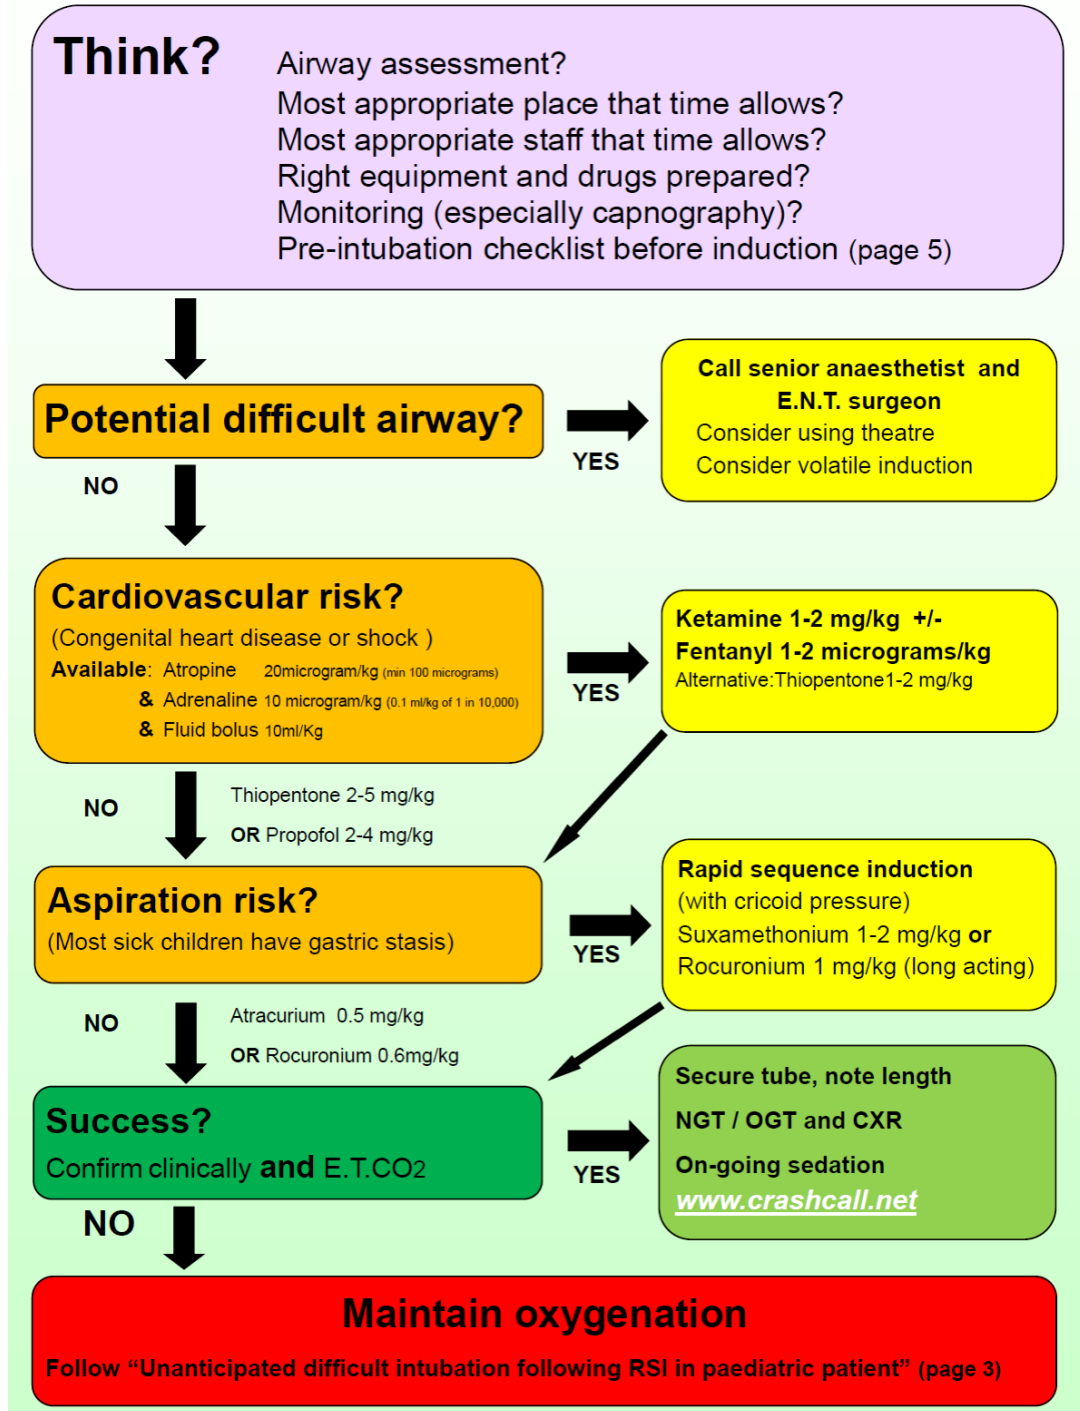 Think?
Airway assessment?
Most appropriate place that time allows?
Most appropriate staff that time allows?
Right equipment and drugs prepared?
Monitoring (especially capnography)?
Pre-intubation checklist before induction (page 5)
Potential difficult airway?
YES
Call senior anaesthetist and
E.N.T. surgeon
Consider using theatre
Consider volatile induction
NO
Cardiovascular risk?
(Congenital heart disease or shock )
Available: Atropine 20microgram/kg (min 100 micrograms)
& Adrenaline 10 microgram/kg (0.1 ml/kg of 1 in 10,000)
& Fluid bolus 10ml/Kg
YES
Ketamine 1-2 mg/kg +/-
Fentanyl 1-2 micrograms/kg
Alternative:Thiopentone1-2 mg/kg
NO
Thiopentone 2-5 mg/kg
OR Propofol 2-4 mg/kg
Aspiration risk?
(Most sick children have gastric stasis)
YES
Rapid sequence induction
(with cricoid pressure)
Suxamethonium 1-2 mg/kg or
Rocuronium 1 mg/kg (long acting)
NO
Atracurium 0.5 mg/kg
OR Rocuronium 0.6mg/kg
Success?
Confirm clinically and E.T.CO2
YES
Secure tube, note length
NGT / OGT and CXR
On-going sedation
www.crashcall.net
NO
Maintain oxygenation
Follow “Unanticipated difficult intubation following RSI in paediatric patient” (page 3)